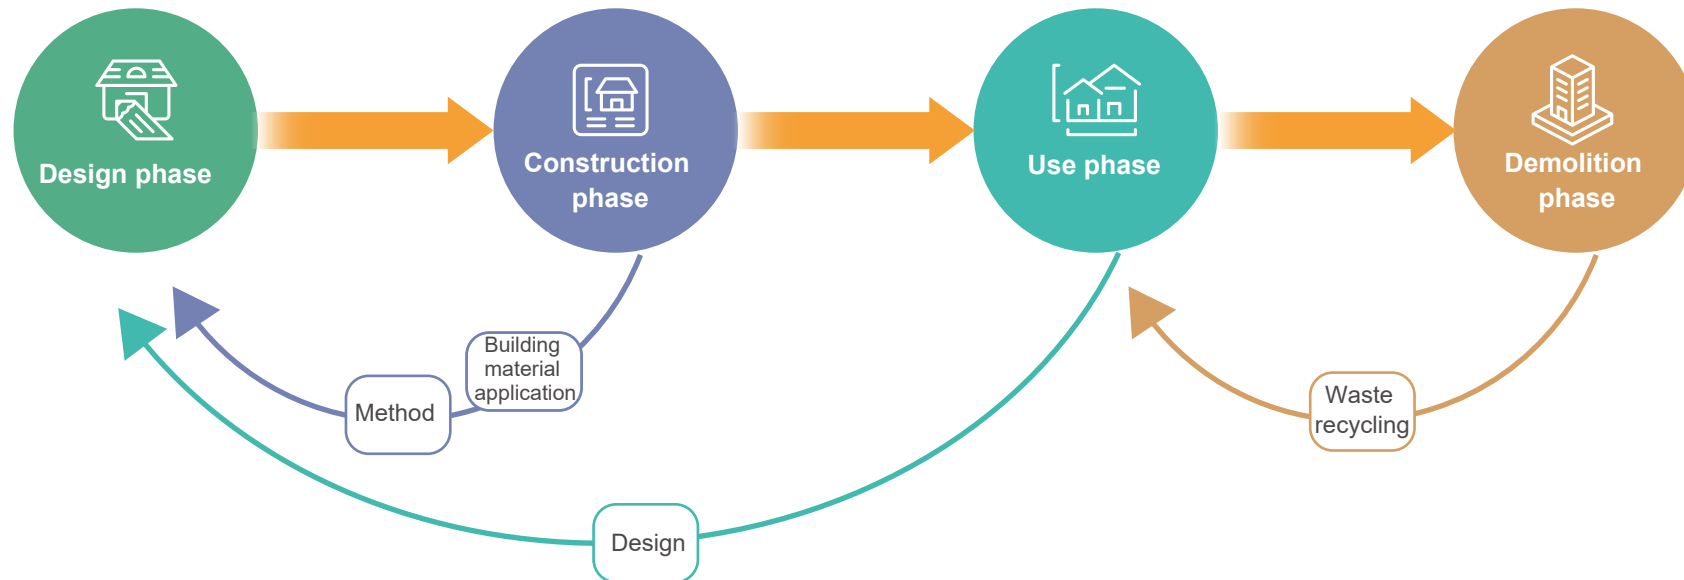 Design phase
Construction
phase
Use phase
Demolition
phase
Building
material
application
Method
Waste
recycling
Design